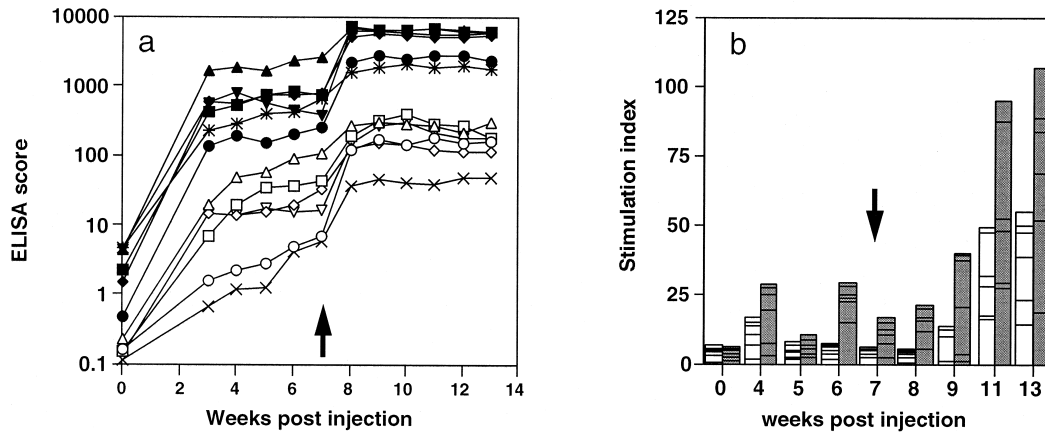 a
ELISA score
10000
1000
100
10
1
0.1
0 2 4 6 8 10 12 14
Weeks post injection
b
Stimulation index
125
100
75
50
25
0
0 4 5 6 7 8 9 11 13
weeks post injection